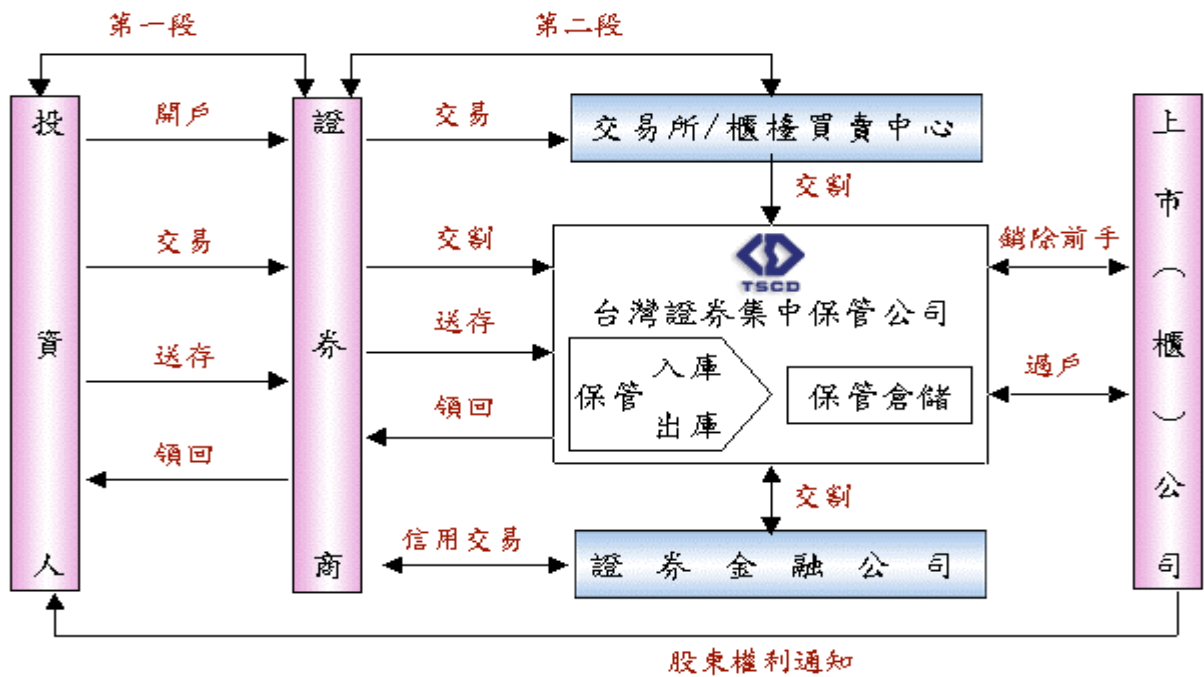 第一段
第二段
投資人
開戶
交易
送存
領回
證券商
交易
交割
送存
領回
信用交易
交易所/櫃檯買賣中心
交割
TSCD
台灣證券集中保管公司
保管
入庫
出庫
保管倉儲
交割
證券金融公司
銷除前手
過戶
上市（櫃）公司
股東權利通知